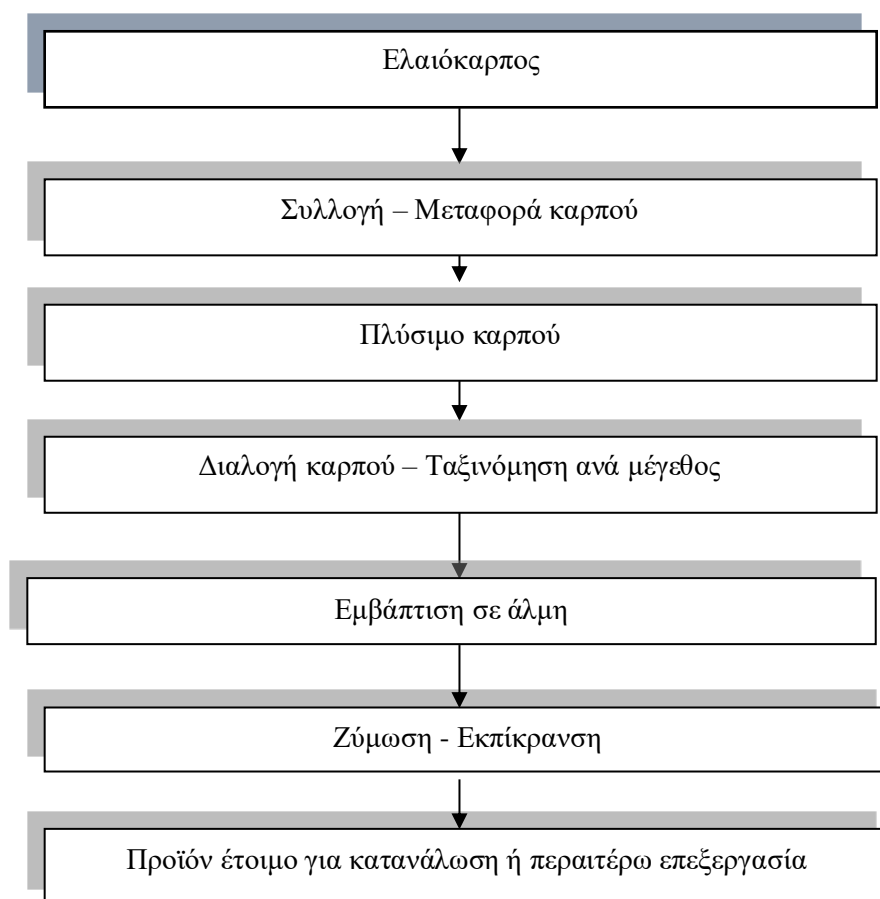 Ελαιόκαρπος
Συλλογή – Μεταφορά καρπού
Πλύσιμο καρπού
Διαλογή καρπού – Ταξινόμηση ανά μέγεθος
Εμβάπτιση σε άλμη
Ζύμωση - Εκπίκρανση
Προϊόν έτοιμο για κατανάλωση ή περαιτέρω επεξεργασία